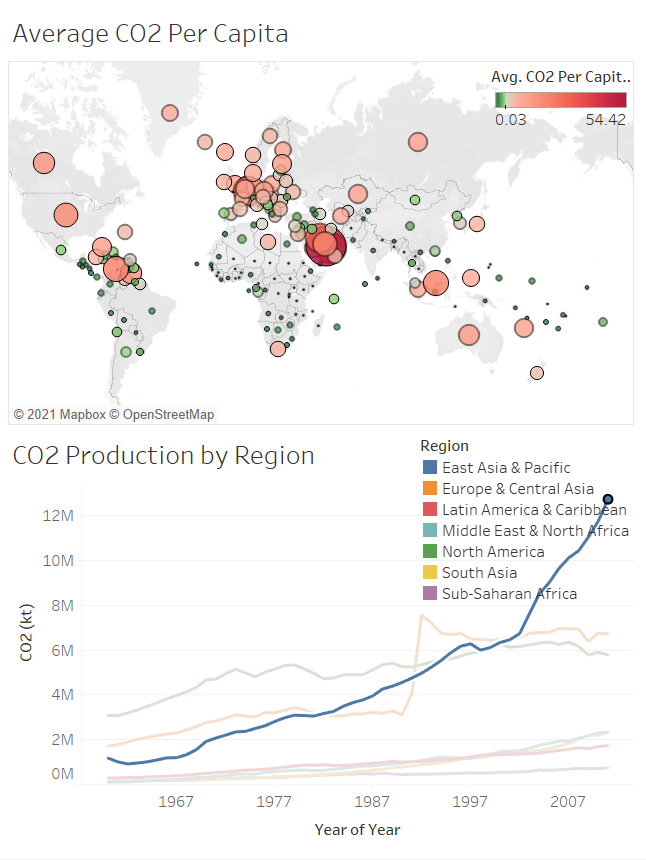 Average CO2 Per Capita
Avg. CO2 Per Capit..
0.03 54.42
© 2021 Mapbox © OpenStreetMap
CO2 Production by Region
Region
East Asia & Pacific
Europe & Central Asia
Latin America & Caribbean
Middle East & North Africa
North America
South Asia
Sub-Saharan Africa
CO2 (kt)
12M
10M
8M
6M
4M
2M
0M
1967 1977 1987 1997 2007
Year of Year